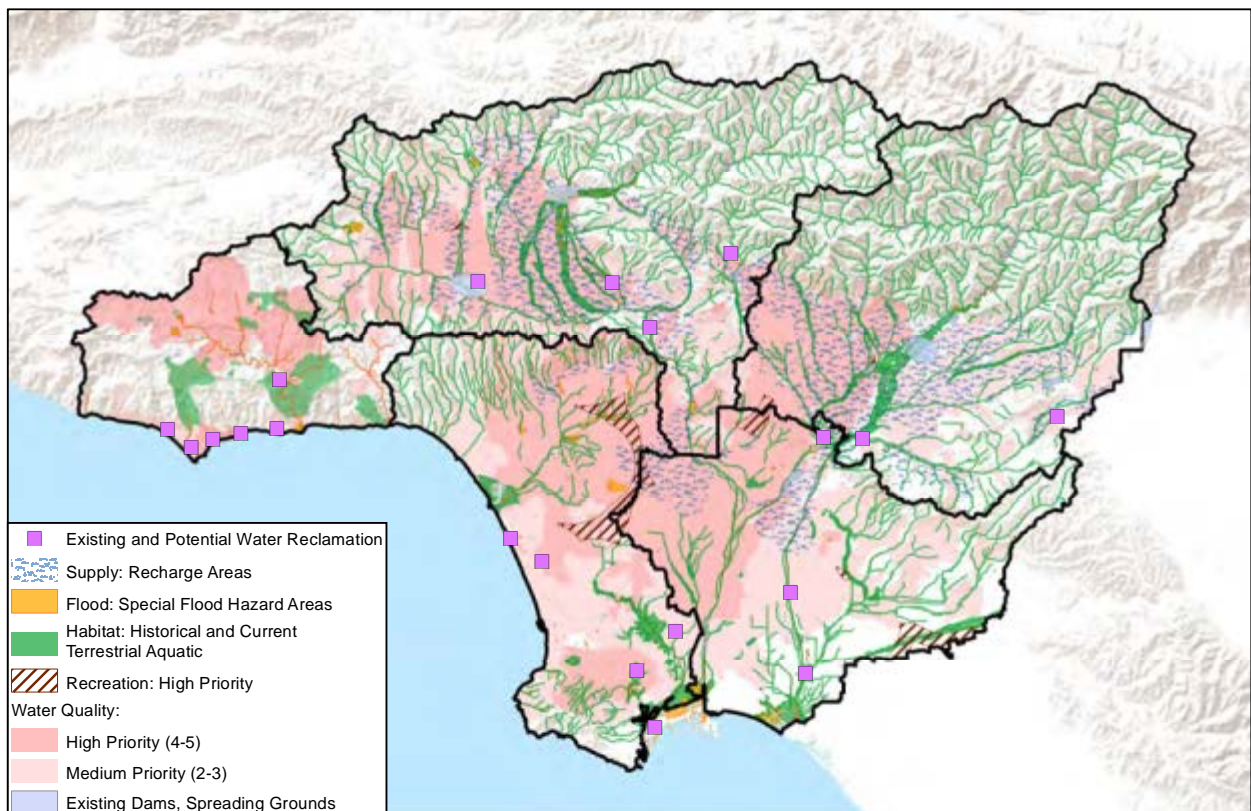 Existing and Potential Water Reclamation
Supply: Recharge Areas
Flood: Special Flood Hazard Areas
Habitat: Historical and Current
Terrestrial Aquatic
Recreation: High Priority
Water Quality:
High Priority (4-5)
Medium Priority (2-3)
Existing Dams, Spreading Grounds